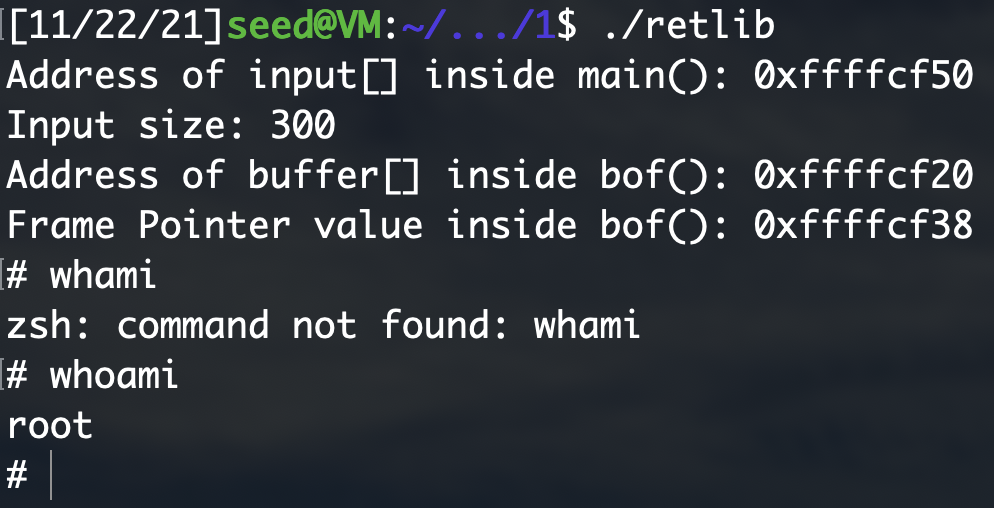 [11/22/21]seed@VM:~/.../1$ ./retlib
Address of input[] inside main(): 0xffffcf50
Input size: 300
Address of buffer[] inside bof(): 0xffffcf20
Frame Pointer value inside bof(): 0xffffcf38
# whami
zsh: command not found: whami
# whoami
root
#